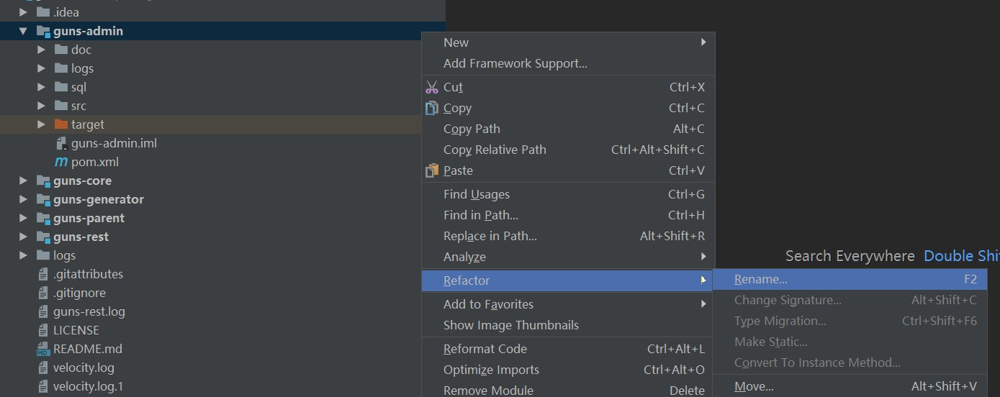 .idea
guns-admin
doc
logs
sql
src
target
guns-admin.iml
pom.xml
guns-core
guns-generator
guns-parent
guns-rest
logs
.gitattributes
.gitignore
guns-rest.log
LICENSE
README.md
velocity.log
velocity.log.1
New
Add Framework Support...
Cut Ctrl+X
Copy Ctrl+C
Copy Path Alt+C
Copy Relative Path Ctrl+Alt+Shift+C
Paste Ctrl+V
Find Usages Ctrl+G
Find in Path... Ctrl+H
Replace in Path... Alt+Shift+R
Analyze
Refactor
Add to Favorites
Show Image Thumbnails
Reformat Code Ctrl+Alt+L
Optimize Imports Ctrl+Alt+O
Remove Module Delete
Search Everywhere Double Shi
Rename... F2
Change Signature... Alt+Shift+C
Type Migration... Ctrl+Shift+F6
Make Static...
Convert To Instance Method...
Move... Alt+Shift+V